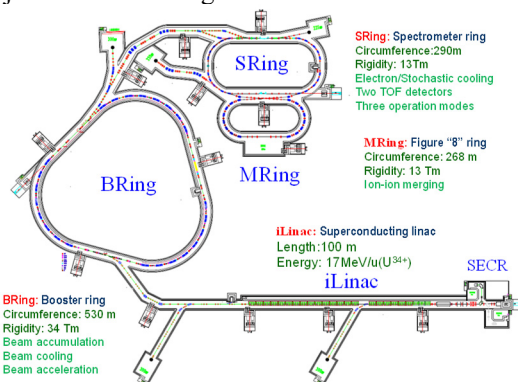 SRing: Spectrometer ring
Circumference:290m
Rigidity: 13Tm
Electron/Stochastic cooling
Two TOF detectors
Three operation modes
SRing
MRing: Figure “8” ring
Circumference: 268 m
Rigidity: 13 Tm
Ion-ion merging
BRing
MRing
iLinac: Superconducting linac
Length:100 m
Energy: 17MeV/u(U34+)
iLinac
SECR
BRing: Booster ring
Circumference: 530 m
Rigidity: 34 Tm
Beam accumulation
Beam cooling
Beam acceleration